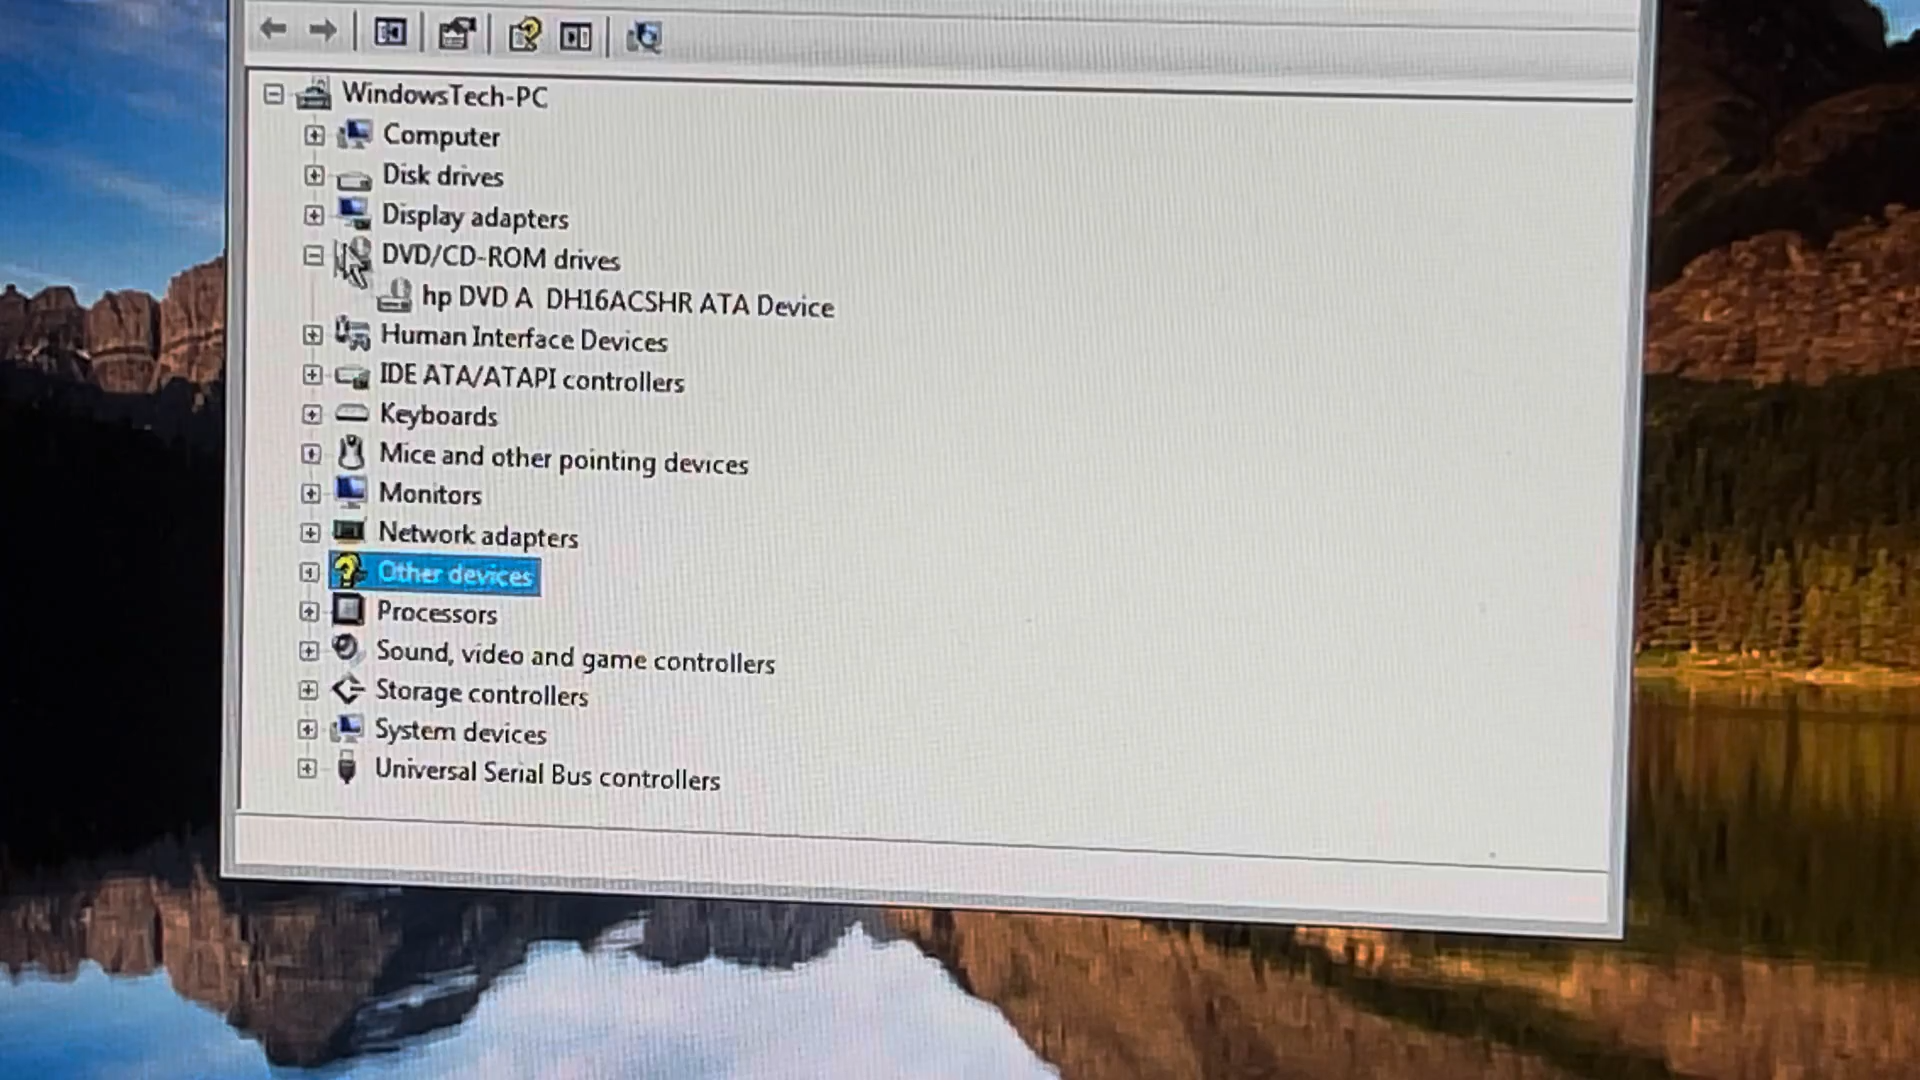 WindowsTech-PC
Computer
Disk drives
Display adapters
DVD/CD-ROM drives
hp DVD A DH16ACSHR ATA Device
Human Interface Devices
IDE ATA/ATAPI controllers
Keyboards
Mice and other pointing devices
Monitors
Network adapters
Other devices
Processors
Sound, video and game controllers
Storage controllers
System devices
Universal Serial Bus controllers